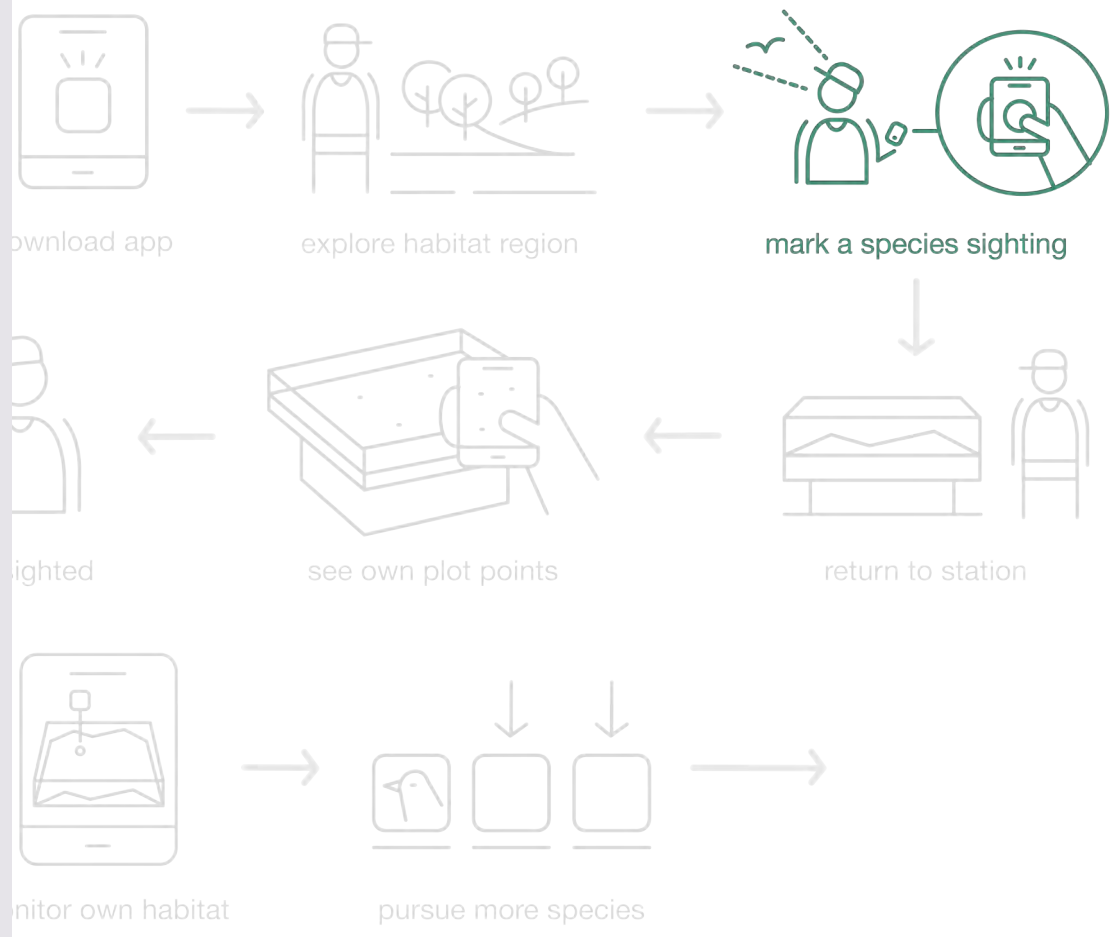 ownload app
explore habitat region
mark a species sighting
ighted
see own plot points
return to station
nitor own habitat
pursue more species